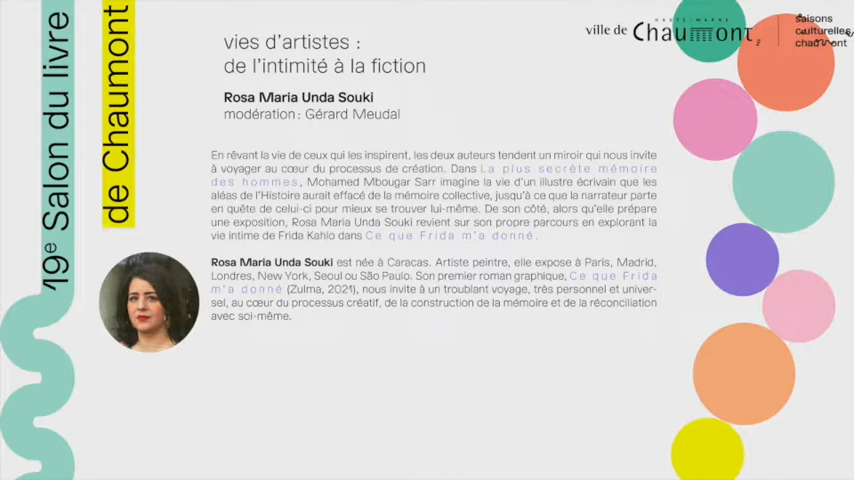 19e Salon du livre
de Chaumont
vies d'artistes :
de l'intimité à la fiction
Rosa Maria Unda Souki
modération : Gérard Meudal
HAUTE-MARNE
ville de Chaumont
saisons
culturelles
chaumont
En rêvant la vie de ceux qui les inspirent, les deux auteurs tendent un miroir qui nous invite
à voyager au cœur du processus de création. Dans La plus secrète mémoire
des hommes, Mohamed Mbougar Sarr imagine la vie d'un illustre écrivain que les
aléas de l'Histoire aurait effacé de la mémoire collective, jusqu'à ce que la narrateur parte
en quête de celui-ci pour mieux se trouver lui-même. De son côté, alors qu'elle prépare
une exposition, Rosa Maria Unda Souki revient sur son propre parcours en explorant la
vie intime de Frida Kahlo dans Ce que Frida m'a donné.
Rosa Maria Unda Souki est née à Caracas. Artiste peintre, elle expose à Paris, Madrid,
Londres, New York, Seoul ou São Paulo. Son premier roman graphique, Ce que Frida
m'a donné (Zulma, 2021), nous invite à un troublant voyage, très personnel et univer-
sel, au cœur du processus créatif, de la construction de la mémoire et de la réconciliation
avec soi-même.